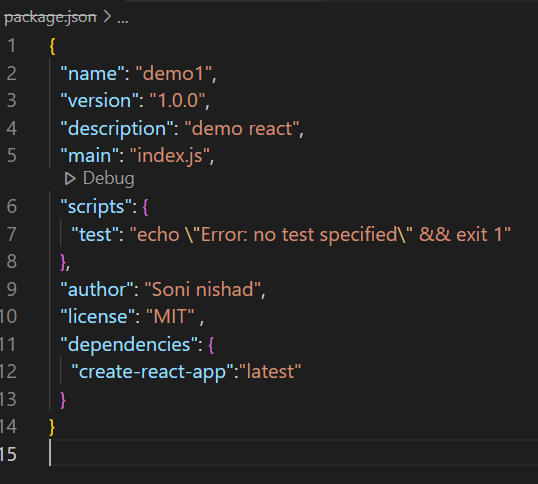 package.json > ...
1 {
2 "name": "demo1",
3 "version": "1.0.0",
4 "description": "demo react",
5 "main": "index.js",
Debug
6 "scripts": {
7 "test": "echo \"Error: no test specified\" && exit 1"
8 },
9 "author": "Soni nishad",
10 "license": "MIT" ,
11 "dependencies": {
12 "create-react-app":"latest"
13 }
14 }
15